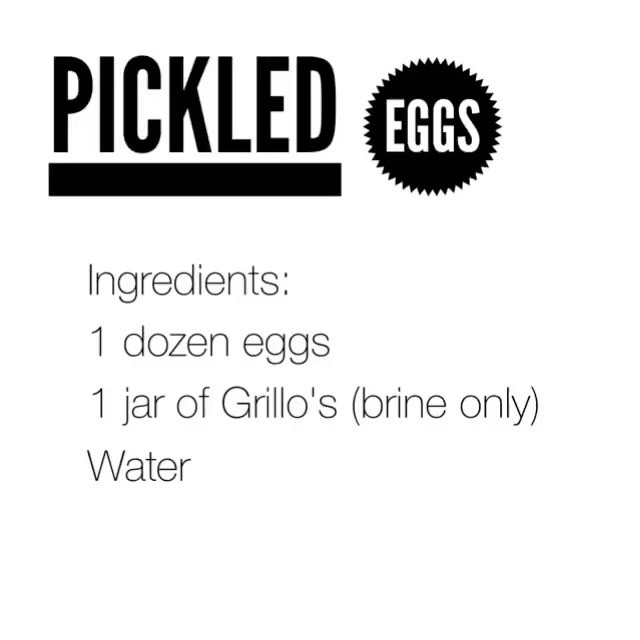 PICKLED EGGS
Ingredients:
1 dozen eggs
1 jar of Grillo's (brine only)
Water